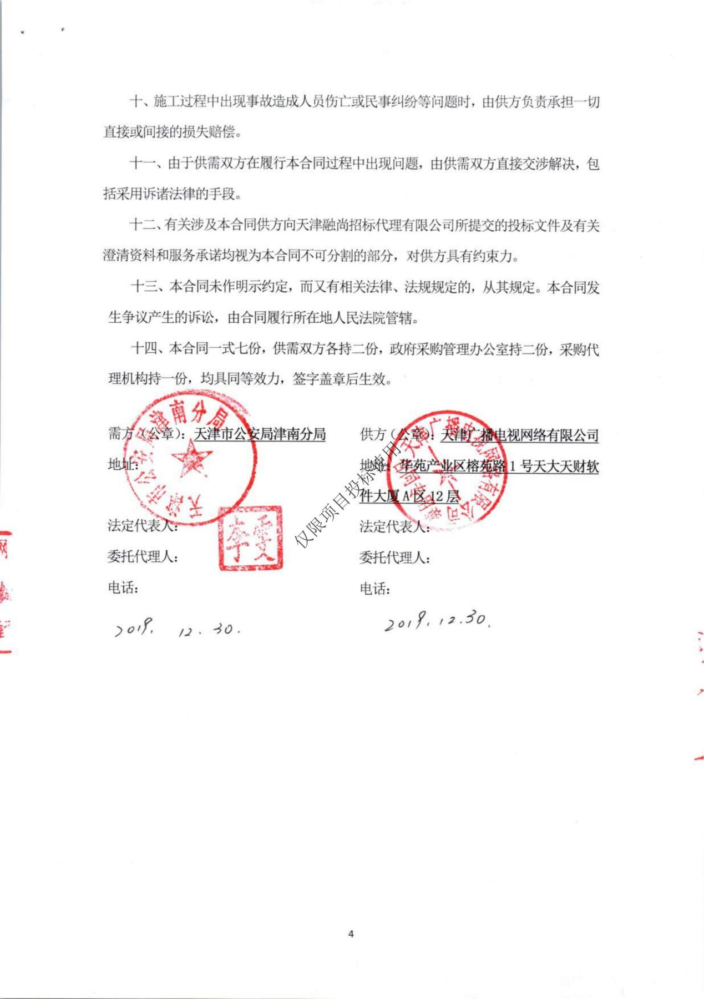 十、施工过程中出现事故造成人员伤亡或民事纠纷等问题时，由供方负责承担一切
直接或间接的损失赔偿。
十一、由于供需双方在履行本合同过程中出现问题，由供需双方直接交涉解决，包
括采用诉诸法律的手段。
十二、有关涉及本合同供方向天津融尚招标代理有限公司所提交的投标文件及有关
澄清资料和服务承诺均视为本合同不可分割的部分，对供方具有约束力。
十三、本合同未作明示约定，而又有相关法律、法规规定的，从其规定。本合同发
生争议产生的诉讼，由合同履行所在地人民法院管辖。
十四、本合同一式七份，供需双方各持二份，政府采购管理办公室持二份，采购代
理机构持一份，均具同等效力，签字盖章后生效。
需方（公章）：天津市公安局津南分局
地址：
法定代表人：
委托代理人：
电话：
2019. 12. 30.
天津市公安局津南分局
李雯
供方（公章）：天津广播电视网络有限公司
地址：华苑产业区榕苑路1号天大天财软
件大厦A区12层
法定代表人：
委托代理人：
电话：
2019.12.30.
天津广播电视网络有限公司
合同专用章
仅限项目投标使用
网
4